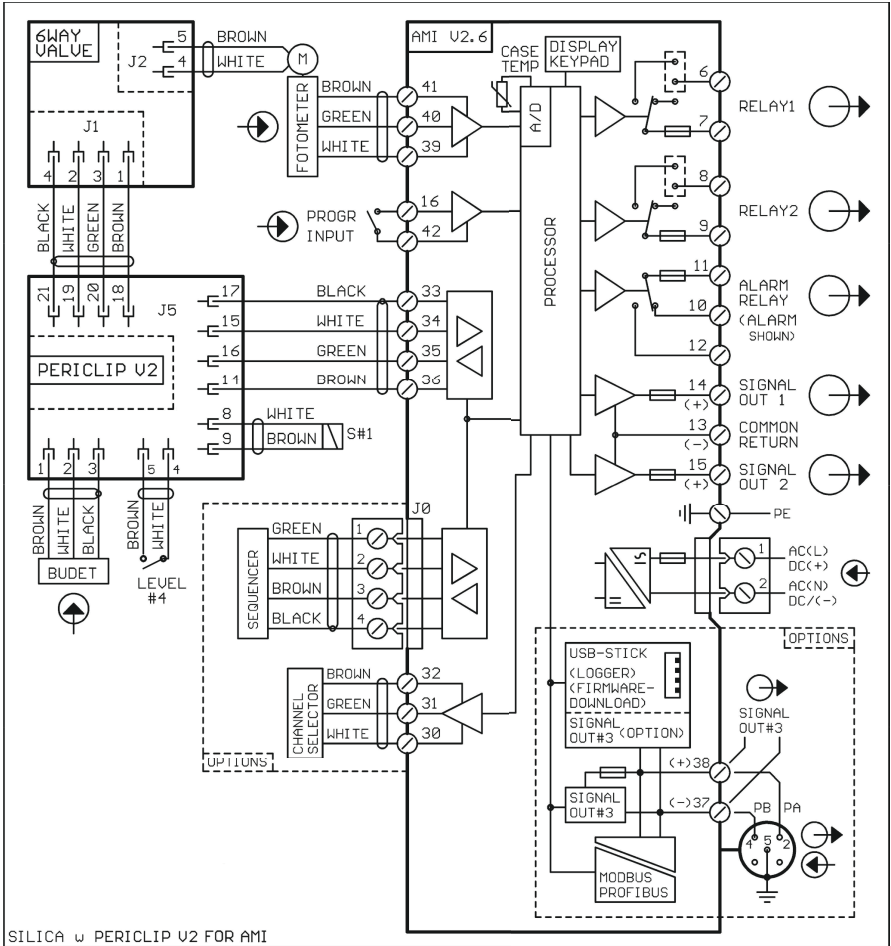 6WAY
VALVE
J2
5
4
BROWN
WHITE
M
J1
4
2
3
1
BLACK
WHITE
GREEN
BROWN
21
19
20
18
J5
PERICLIP V2
17
15
16
14
8
9
WHITE
BROWN
S#1
1
2
3
5
4
BROWN
WHITE
BLACK
BROWN
WHITE
BUDET
LEVEL
#4
FOTOMETER
BROWN
GREEN
WHITE
41
40
39
PROGR
INPUT
16
42
BLACK
WHITE
GREEN
BROWN
33
34
35
36
J0
SEQUENCER
GREEN
WHITE
BROWN
BLACK
1
2
3
4
CHANNEL
SELECTOR
BROWN
GREEN
WHITE
32
31
30
OPTIONS
AMI V2.6
CASE
TEMP
DISPLAY
KEYPAD
A/D
PROCESSOR
6
7
RELAY1
8
9
RELAY2
11
10
12
ALARM
RELAY
(ALARM
SHOWN)
14
(+)
SIGNAL
OUT 1
13
(-)
COMMON
RETURN
15
(+)
SIGNAL
OUT 2
PE
1
AC(L)
DC(+)
2
AC(N)
DC/(-)
OPTIONS
USB-STICK
(LOGGER)
(FIRMWARE-
DOWNLOAD)
SIGNAL
OUT#3 (OPTION)
SIGNAL
OUT#3
(+)38
(-)37
SIGNAL
OUT#3
PB PA
4 5 2
MODBUS
PROFIBUS
SILICA w PERICLIP V2 FOR AMI